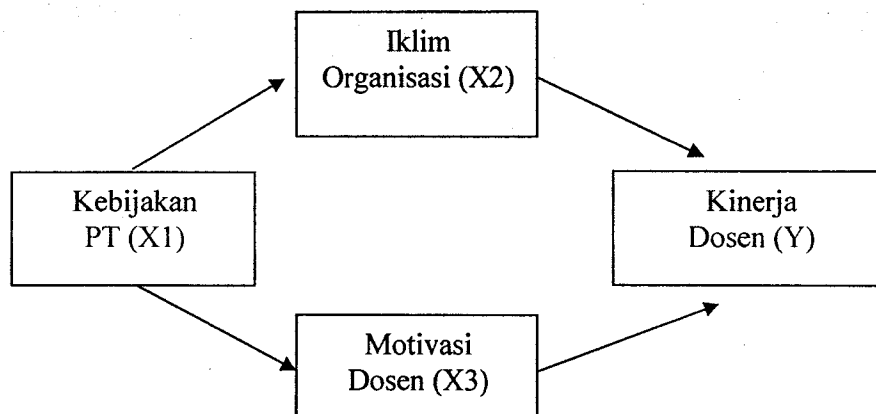 Iklim
Organisasi (X2)
Kebijakan
PT (X1)
Kinerja
Dosen (Y)
Motivasi
Dosen (X3)